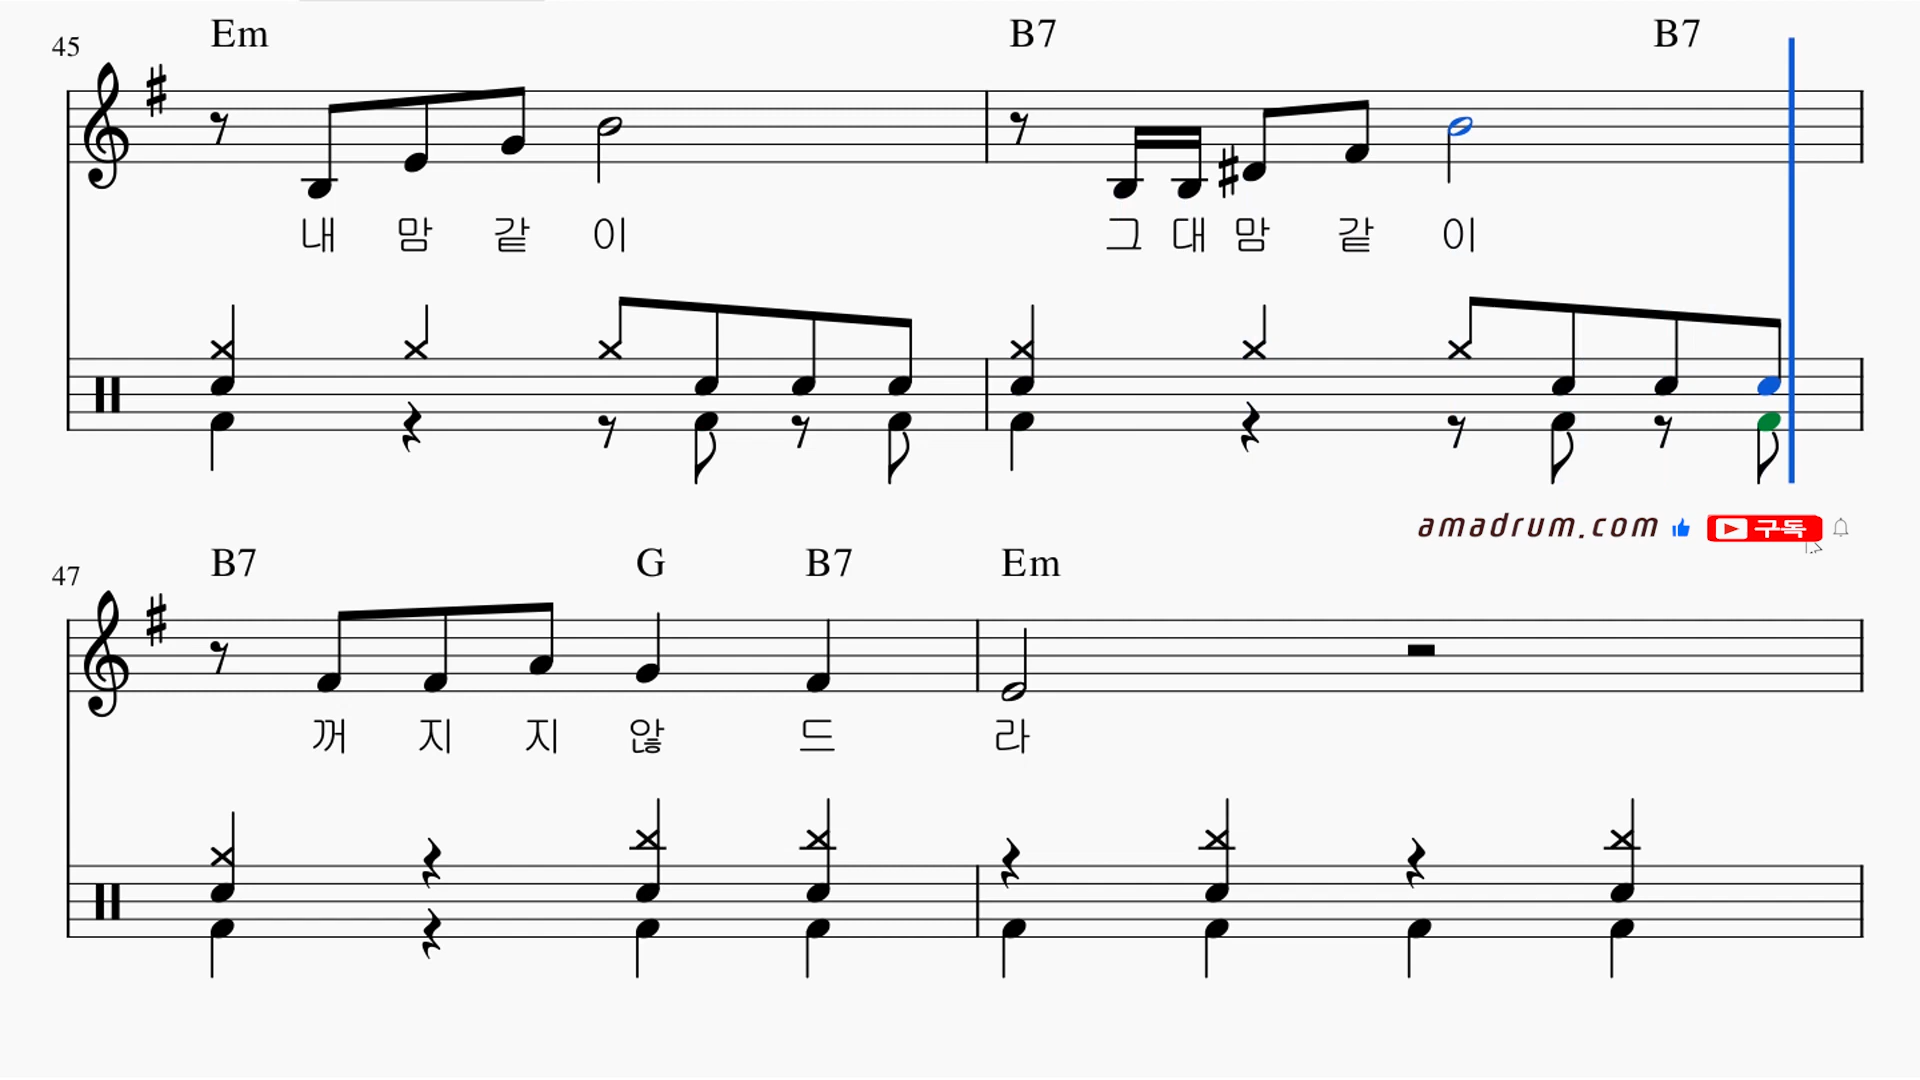 Em B7 B7
45
내 맘 같 이 그 대 맘 같 이
amadrum.com 구독
B7 G B7 Em
47
꺼 지 지 않 드 라